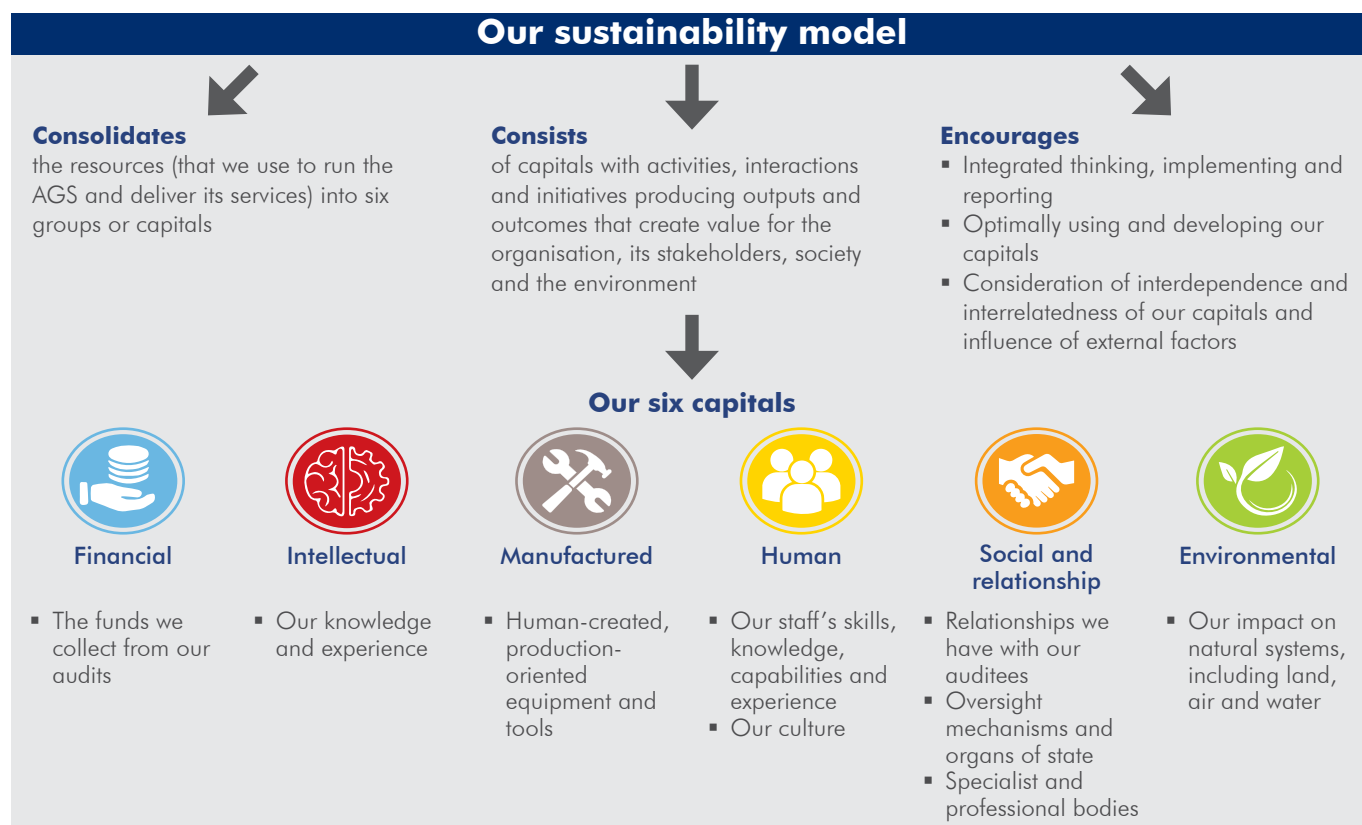 Our sustainability model
Consolidates
the resources (that we use to run the
AGS and deliver its services) into six
groups or capitals
Consists
of capitals with activities, interactions
and initiatives producing outputs and
outcomes that create value for the
organisation, its stakeholders, society
and the environment
Encourages
▪ Integrated thinking, implementing and
reporting
▪ Optimally using and developing our
capitals
▪ Consideration of interdependence and
interrelatedness of our capitals and
influence of external factors
Our six capitals
Financial
▪ The funds we
collect from our
audits
Intellectual
▪ Our knowledge
and experience
Manufactured
▪ Human-created,
production-
oriented
equipment and
tools
Human
▪ Our staff’s skills,
knowledge,
capabilities and
experience
▪ Our culture
Social and
relationship
▪ Relationships we
have with our
auditees
▪ Oversight
mechanisms and
organs of state
▪ Specialist and
professional bodies
Environmental
▪ Our impact on
natural systems,
including land,
air and water